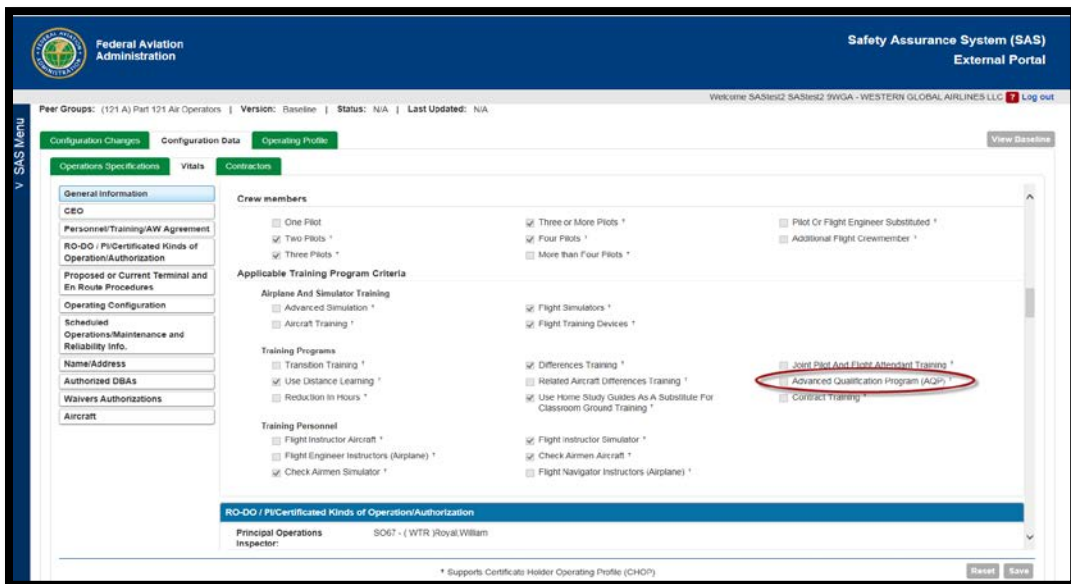 Federal Aviation
Administration
Safety Assurance System (SAS)
External Portal
Welcome SAStest2 SAStest2 9WGA - WESTERN GLOBAL AIRLINES LLC ? Log out
Peer Groups: (121 A) Part 121 Air Operators | Version: Baseline | Status: N/A | Last Updated: N/A
> SAS Menu
Configuration Changes Configuration Data Operating Profile View Baseline
Operations Specifications Vitals Contractors
General Information
CEO
Personnel/Training/AW Agreement
RO-DO / PI/Certificated Kinds of
Operation/Authorization
Proposed or Current Terminal and
En Route Procedures
Operating Configuration
Scheduled
Operations/Maintenance and
Reliability Info.
Name/Address
Authorized DBAs
Waivers Authorizations
Aircraft
Crew members
One Pilot Three or More Pilots * Pilot Or Flight Engineer Substituted *
Two Pilots * Four Pilots * Additional Flight Crewmember *
Three Pilots * More than Four Pilots *
Applicable Training Program Criteria
Airplane And Simulator Training
Advanced Simulation * Flight Simulators *
Aircraft Training * Flight Training Devices *
Training Programs
Transition Training * Differences Training * Joint Pilot And Flight Attendant Training *
Use Distance Learning * Related Aircraft Differences Training * Advanced Qualification Program (AQP) *
Reduction In Hours * Use Home Study Guides As A Substitute For Contract Training *
Classroom Ground Training *
Training Personnel
Flight Instructor Aircraft * Flight Instructor Simulator *
Flight Engineer Instructors (Airplane) * Check Airmen Aircraft *
Check Airmen Simulator * Flight Navigator Instructors (Airplane) *
RO-DO / PI/Certificated Kinds of Operation/Authorization
Principal Operations SO67 - ( WTR )Royal,William
Inspector:
* Supports Certificate Holder Operating Profile (CHOP) Reset Save